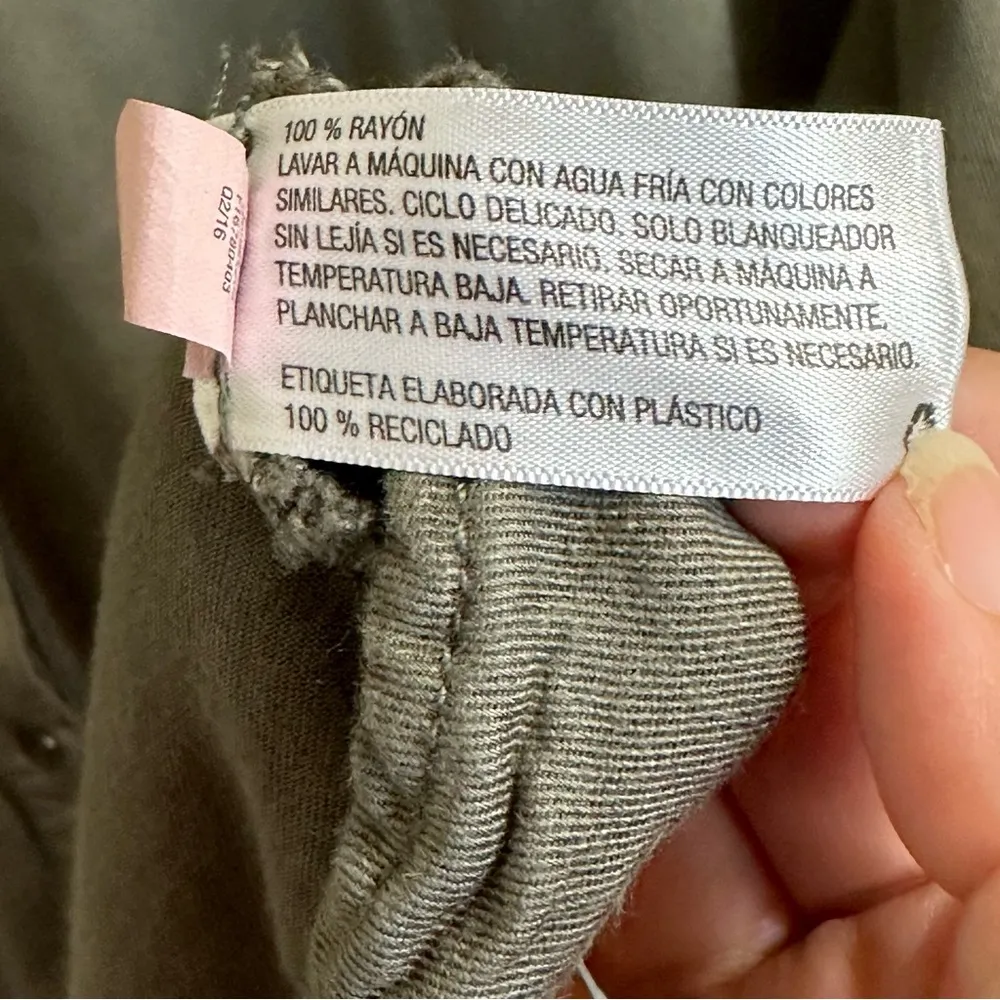 100 % RAYÓN
LAVAR A MÁQUINA CON AGUA FRÍA CON COLORES
SIMILARES. CICLO DELICADO. SOLO BLANQUEADOR
SIN LEJÍA SI ES NECESARIO. SECAR A MÁQUINA A
TEMPERATURA BAJA. RETIRAR OPORTUNAMENTE.
PLANCHAR A BAJA TEMPERATURA SI ES NECESARIO.
ETIQUETA ELABORADA CON PLÁSTICO
100 % RECICLADO
02/16